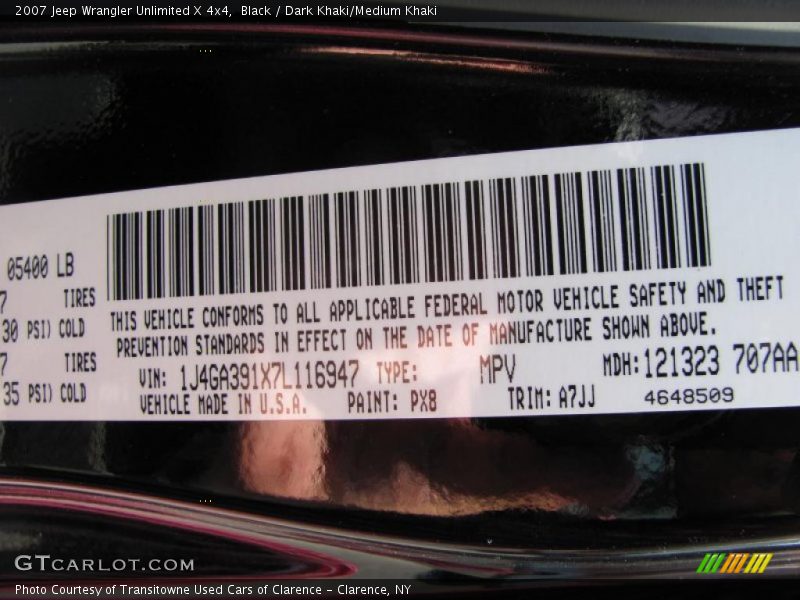 2007 Jeep Wrangler Unlimited X 4x4,  Black / Dark Khaki/Medium Khaki
05400 LB
7 TIRES
30 PSI) COLD
7 TIRES
35 PSI) COLD
THIS VEHICLE CONFORMS TO ALL APPLICABLE FEDERAL MOTOR VEHICLE SAFETY AND THEFT
PREVENTION STANDARDS IN EFFECT ON THE DATE OF MANUFACTURE SHOWN ABOVE.
VIN: 1J4GA391X7L116947 TYPE: MPV MDH:121323 707AA
VEHICLE MADE IN U.S.A. PAINT: PX8 TRIM: A7JJ 4648509
GTCARLOT.COM
Photo Courtesy of Transitowne Used Cars of Clarence - Clarence, NY